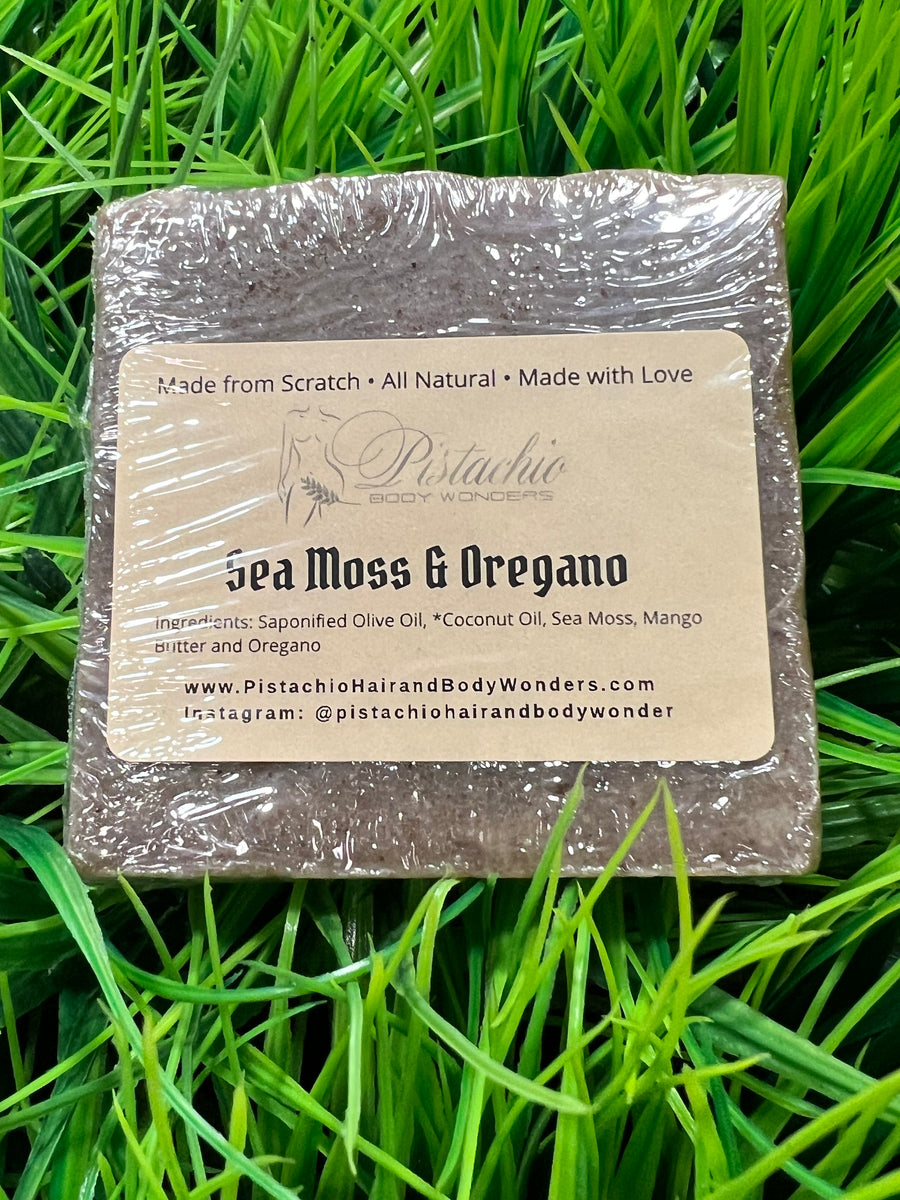 Made from Scratch • All Natural • Made with Love
Pistachio
BODY WONDERS
Sea Moss & Oregano
Ingredients: Saponified Olive Oil, *Coconut Oil, Sea Moss, Mango
Butter and Oregano
www.PistachioHairandBodyWonders.com
Instagram: @pistachiohairandbodywonder